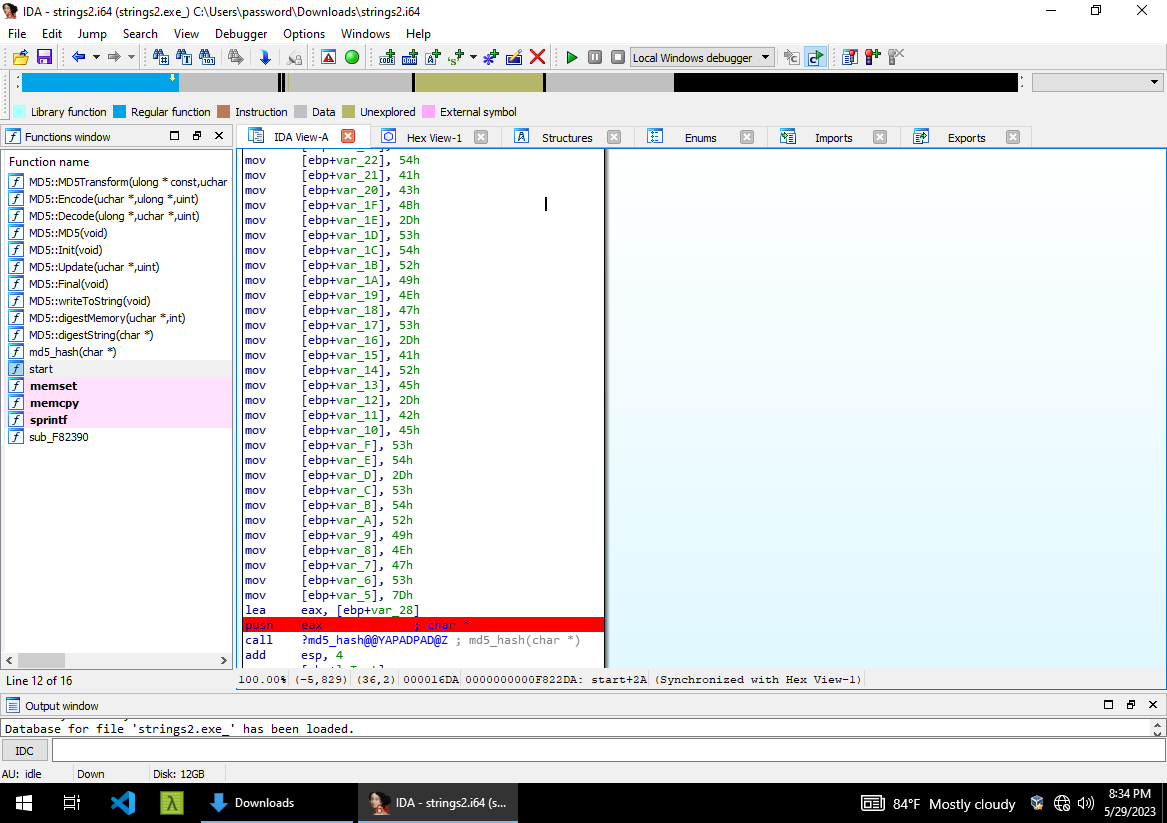 IDA - strings2.i64 (strings2.exe_) C:\Users\password\Downloads\strings2.i64
File Edit Jump Search View Debugger Options Windows Help
Local Windows debugger
Library function Regular function Instruction Data Unexplored External symbol
Functions window
IDA View-A Hex View-1 Structures Enums Imports Exports
Function name
MD5::MD5Transform(ulong * const,uchar
MD5::Encode(uchar *,ulong *,uint)
MD5::Decode(ulong *,uchar *,uint)
MD5::MD5(void)
MD5::Init(void)
MD5::Update(uchar *,uint)
MD5::Final(void)
MD5::writeToString(void)
MD5::digestMemory(uchar *,int)
MD5::digestString(char *)
md5_hash(char *)
start
memset
memcpy
sprintf
sub_F82390
Line 12 of 16
mov [ebp+var_22], 54h
mov [ebp+var_21], 41h
mov [ebp+var_20], 43h
mov [ebp+var_1F], 4Bh
mov [ebp+var_1E], 2Dh
mov [ebp+var_1D], 53h
mov [ebp+var_1C], 54h
mov [ebp+var_1B], 52h
mov [ebp+var_1A], 49h
mov [ebp+var_19], 4Eh
mov [ebp+var_18], 47h
mov [ebp+var_17], 53h
mov [ebp+var_16], 2Dh
mov [ebp+var_15], 41h
mov [ebp+var_14], 52h
mov [ebp+var_13], 45h
mov [ebp+var_12], 2Dh
mov [ebp+var_11], 42h
mov [ebp+var_10], 45h
mov [ebp+var_F], 53h
mov [ebp+var_E], 54h
mov [ebp+var_D], 2Dh
mov [ebp+var_C], 53h
mov [ebp+var_B], 54h
mov [ebp+var_A], 52h
mov [ebp+var_9], 49h
mov [ebp+var_8], 4Eh
mov [ebp+var_7], 47h
mov [ebp+var_6], 53h
mov [ebp+var_5], 7Dh
lea eax, [ebp+var_28]
push eax ; char *
call ?md5_hash@@YAPADPAD@Z ; md5_hash(char *)
add esp, 4
100.00% (-5,829) (36,2) 000016DA 0000000000F822DA: start+2A (Synchronized with Hex View-1)
Output window
Database for file 'strings2.exe_' has been loaded.
IDC
AU: idle Down Disk: 12GB
Downloads
IDA - strings2.i64 (s...
84°F Mostly cloudy
8:34 PM
5/29/2023